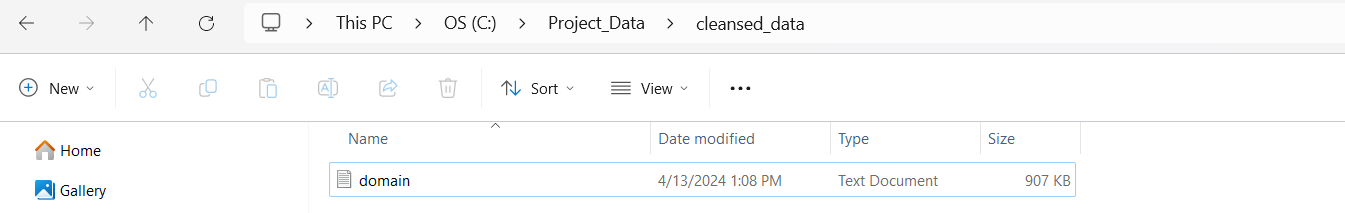 This PC > OS (C:) > Project_Data > cleansed_data
New Sort View
Name Date modified Type Size
Home
domain 4/13/2024 1:08 PM Text Document 907 KB
Gallery